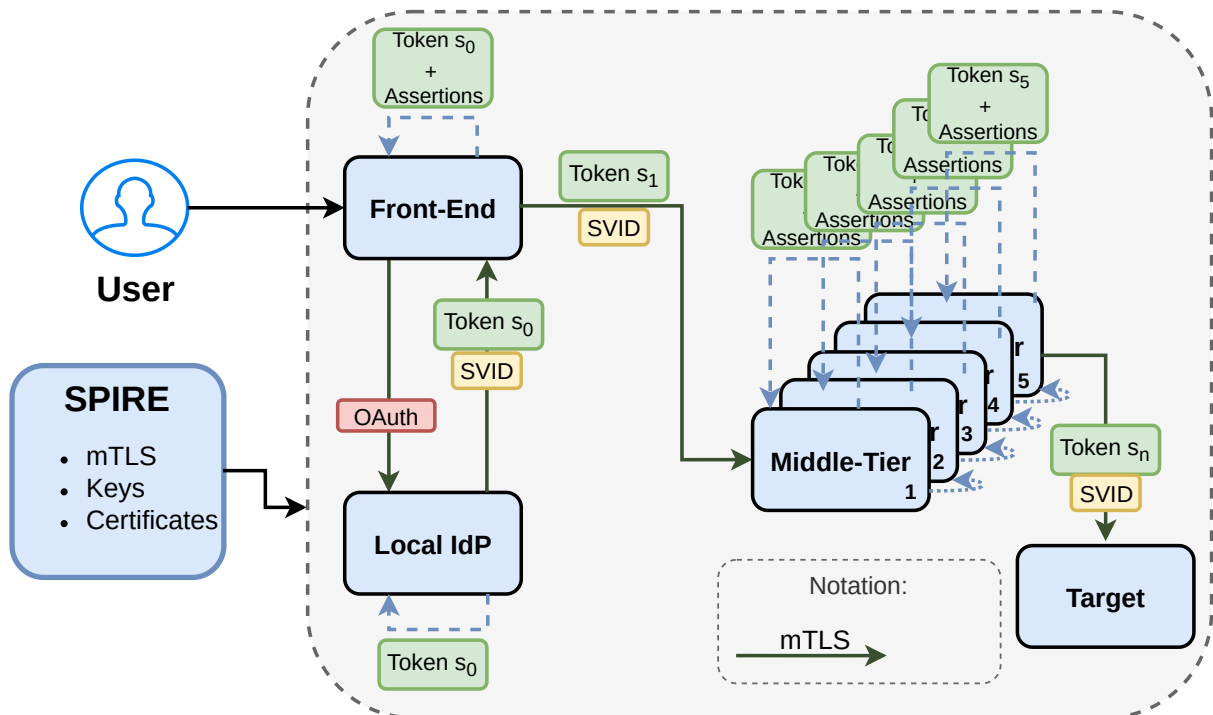 Token s0
+
Assertions
Front-End
User
Token s1
SVID
Token s0
SVID
OAuth
SPIRE
• mTLS
• Keys
• Certificates
Local IdP
Token s0
Token s5
+
Assertions
Assertions
Assertions
Assertions
Assertions
r
5
r
4
r
3
r
2
Middle-Tier
1
Token sn
SVID
Target
Notation:
mTLS